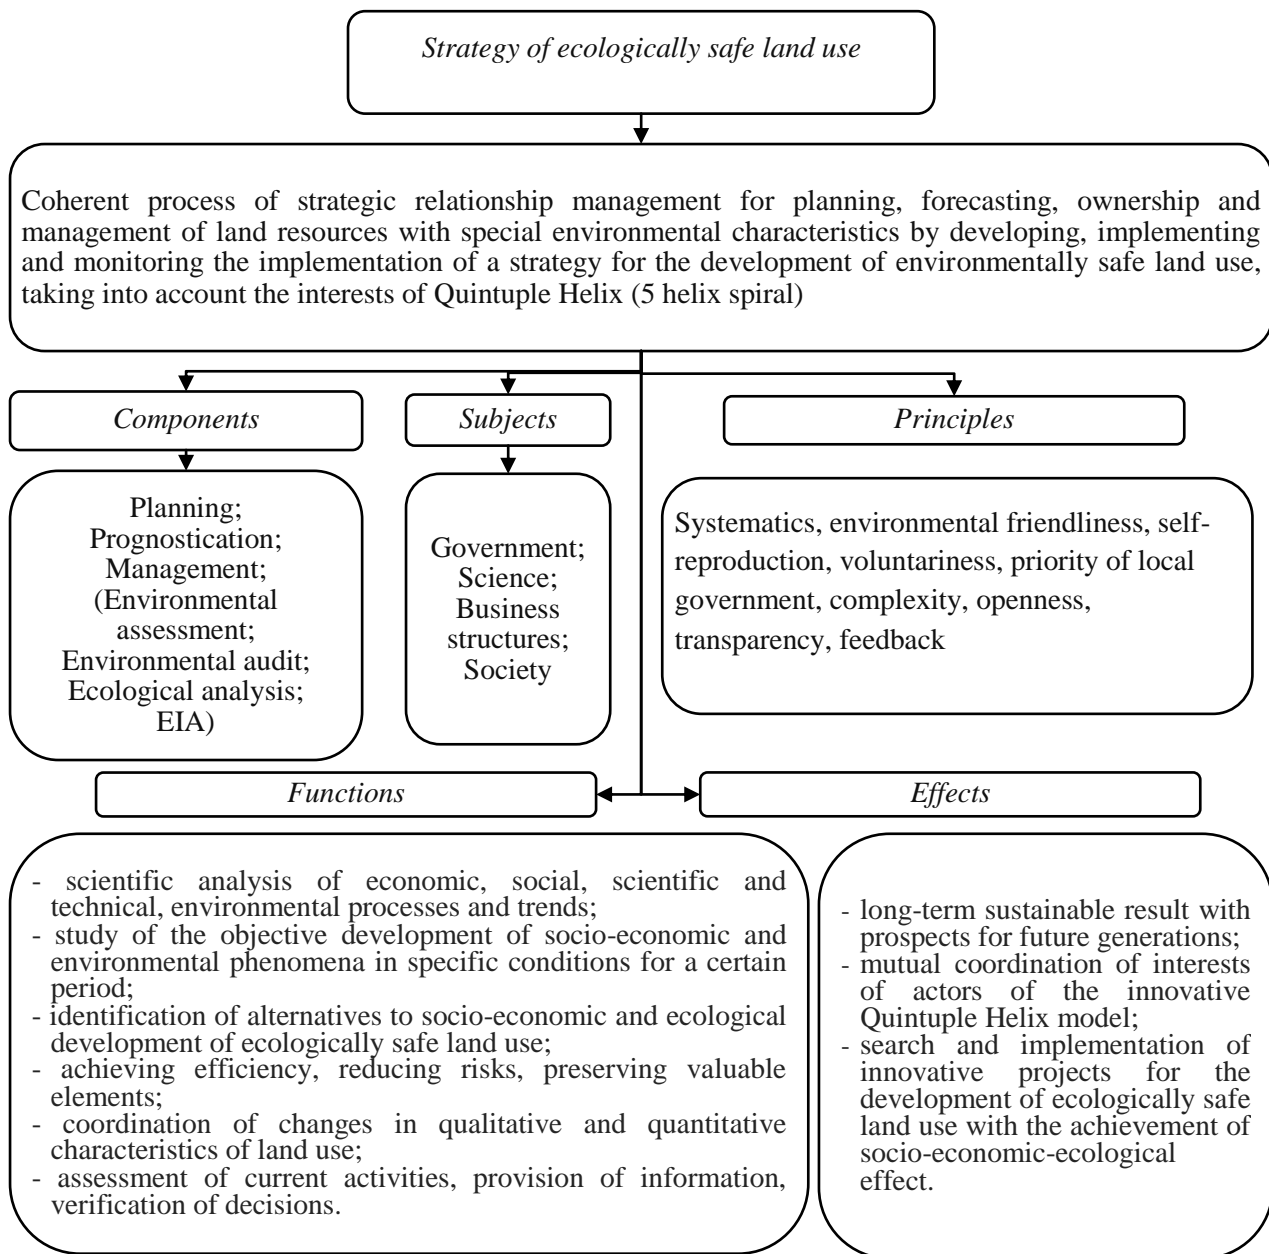 Strategy of ecologically safe land use
Coherent process of strategic relationship management for planning, forecasting, ownership and
management of land resources with special environmental characteristics by developing, implementing
and monitoring the implementation of a strategy for the development of environmentally safe land use,
taking into account the interests of Quintuple Helix (5 helix spiral)
Components
Subjects
Principles
Planning;
Prognostication;
Management;
(Environmental
assessment;
Environmental audit;
Ecological analysis;
EIA)
Government;
Science;
Business
structures;
Society
Systematics, environmental friendliness, self-
reproduction, voluntariness, priority of local
government, complexity, openness,
transparency, feedback
Functions
Effects
- scientific analysis of economic, social, scientific and
technical, environmental processes and trends;
- study of the objective development of socio-economic and
environmental phenomena in specific conditions for a certain
period;
- identification of alternatives to socio-economic and ecological
development of ecologically safe land use;
- achieving efficiency, reducing risks, preserving valuable
elements;
- coordination of changes in qualitative and quantitative
characteristics of land use;
- assessment of current activities, provision of information,
verification of decisions.
- long-term sustainable result with
prospects for future generations;
- mutual coordination of interests
of actors of the innovative
Quintuple Helix model;
- search and implementation of
innovative projects for the
development of ecologically safe
land use with the achievement of
socio-economic-ecological
effect.